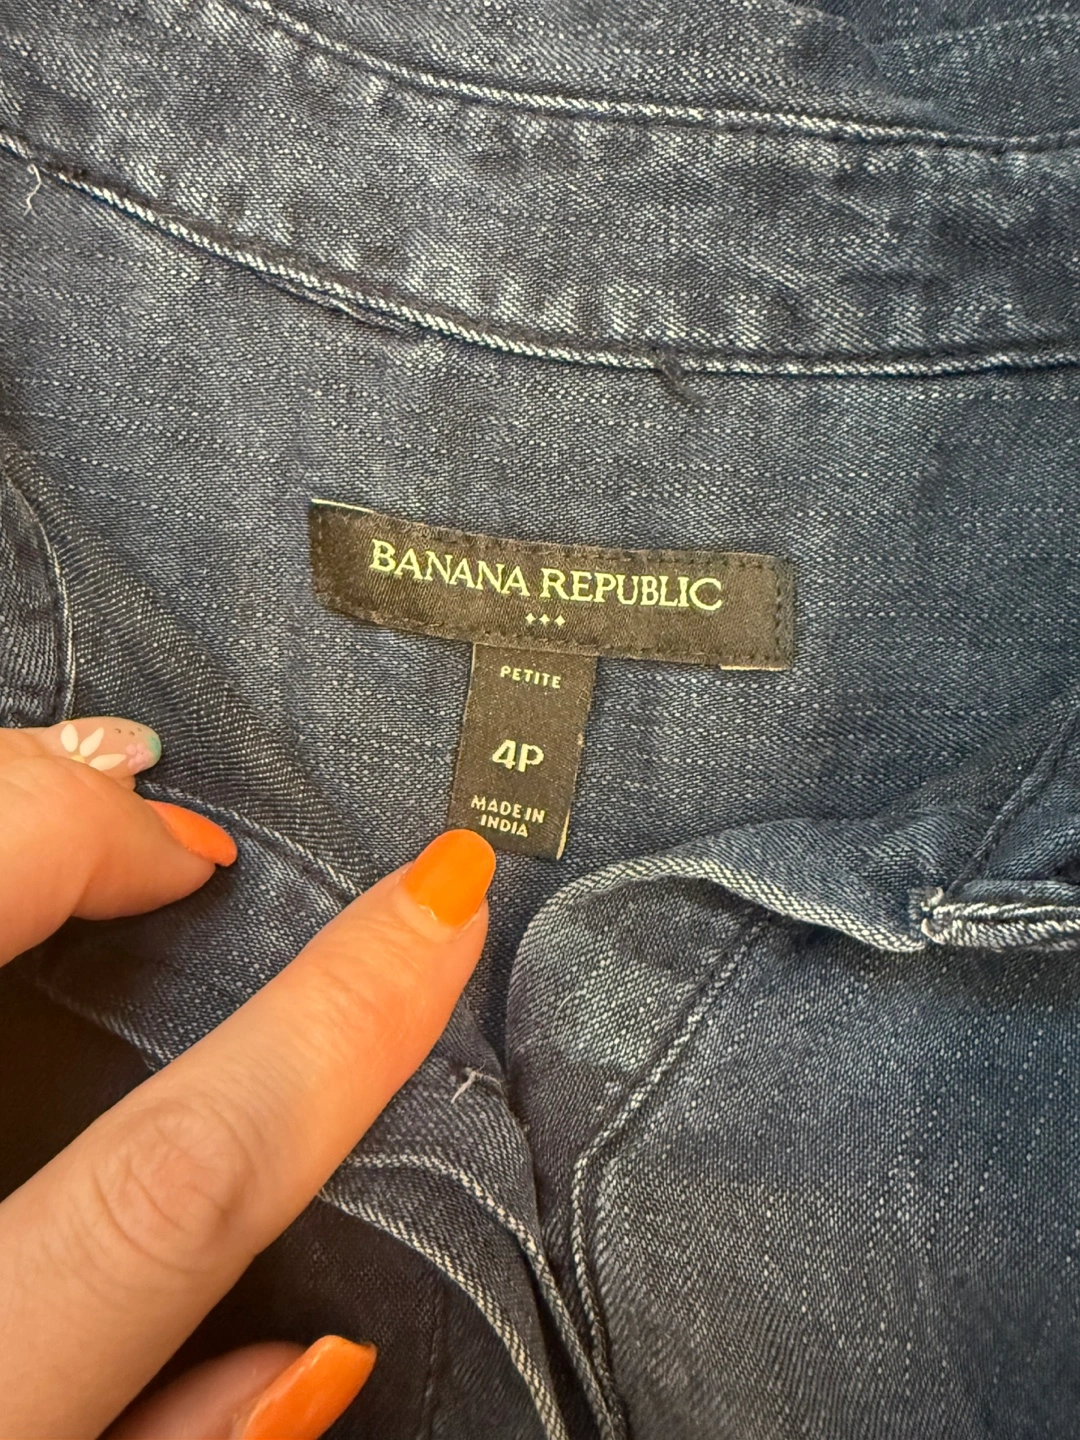 BANANA REPUBLIC
PETITE
4P
MADE IN
INDIA